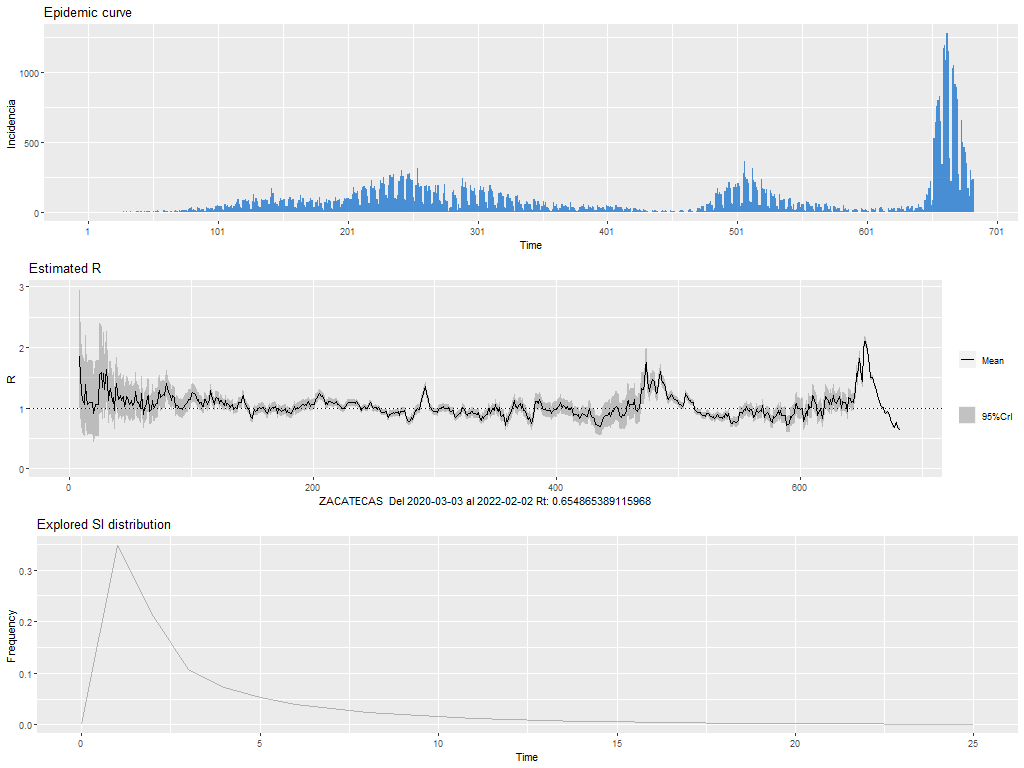 Epidemic curve
Incidencia
1000
500
0
1 101 201 301 401 501 601 701
Time
Estimated R
R
3
2
1
0
Mean
95%CrI
0 200 400 600
ZACATECAS Del 2020-03-03 al 2022-02-02 Rt: 0.654865389115968
Explored SI distribution
Frequency
0.3
0.2
0.1
0.0
0 5 10 15 20 25
Time